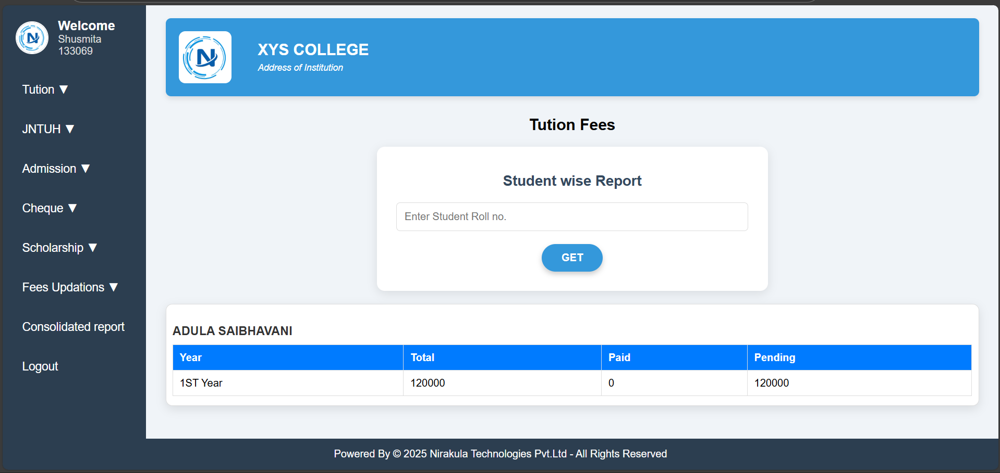 Welcome
Shusmita
133069
Tution ▼
JNTUH ▼
Admission ▼
Cheque ▼
Scholarship ▼
Fees Updations ▼
Consolidated report
Logout
N
XYS COLLEGE
Address of Institution
Tution Fees
Student wise Report
Enter Student Roll no.
GET
ADULA SAIBHAVANI
Year Total Paid Pending
1ST Year 120000 0 120000
Powered By © 2025 Nirakula Technologies Pvt.Ltd - All Rights Reserved